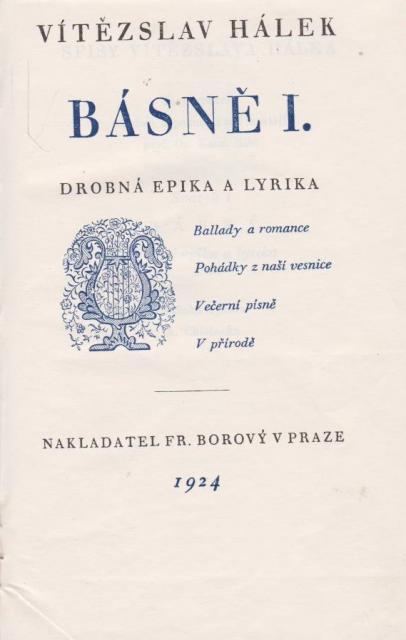 VÍTĚZSLAV HÁLEK
BÁSNĚ I.
DROBNÁ EPIKA A LYRIKA
Ballady a romance
Pohádky z naší vesnice
Večerní písně
V přírodě
NAKLADATEL FR. BOROVÝ V PRAZE
1924